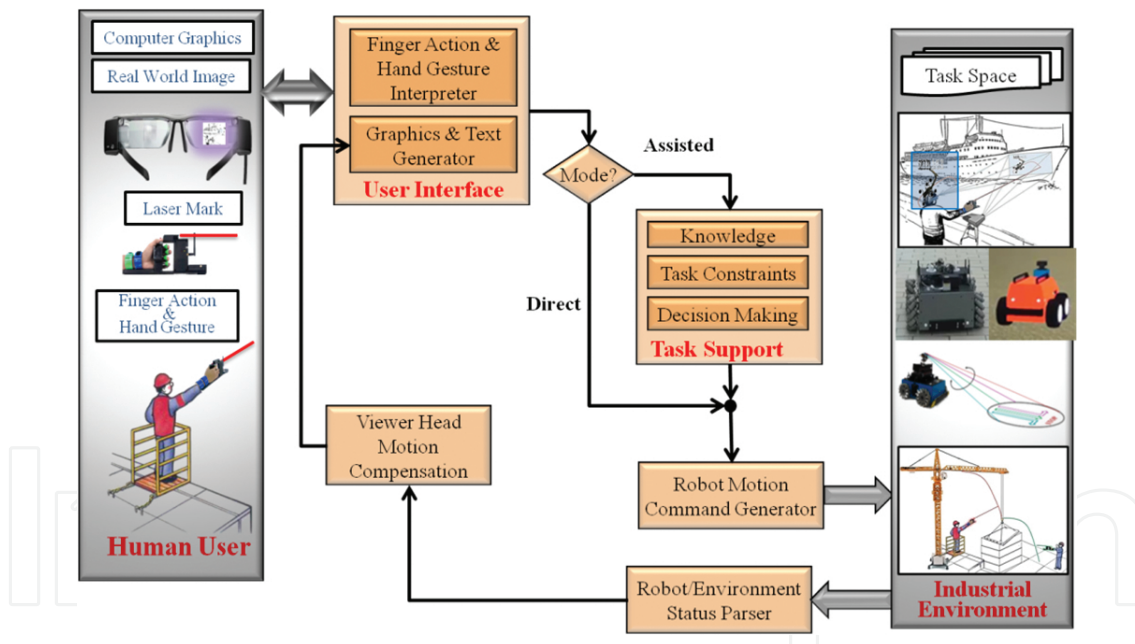 Computer Graphics
Real World Image
Laser Mark
Finger Action
&
Hand Gesture
Human User
Finger Action &
Hand Gesture
Interpreter
Graphics & Text
Generator
User Interface
Mode?
Assisted
Direct
Knowledge
Task Constraints
Decision Making
Task Support
Viewer Head
Motion
Compensation
Robot Motion
Command Generator
Robot/Environment
Status Parser
Task Space
Industrial
Environment